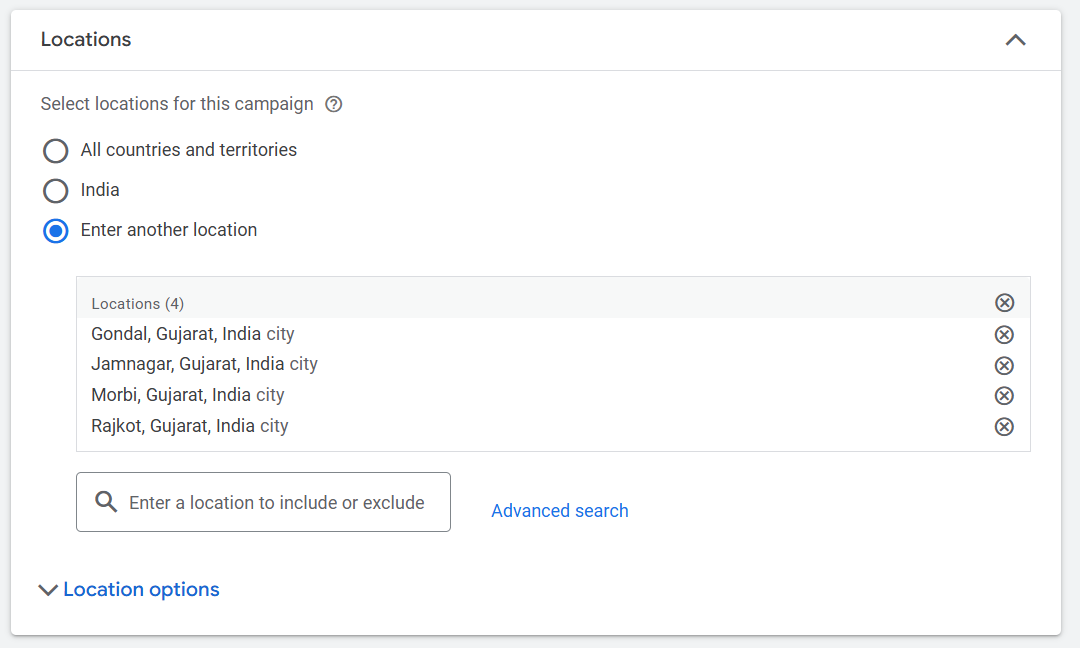 Locations
Select locations for this campaign
All countries and territories
India
Enter another location
Locations (4)
Gondal, Gujarat, India city
Jamnagar, Gujarat, India city
Morbi, Gujarat, India city
Rajkot, Gujarat, India city
Enter a location to include or exclude
Advanced search
Location options